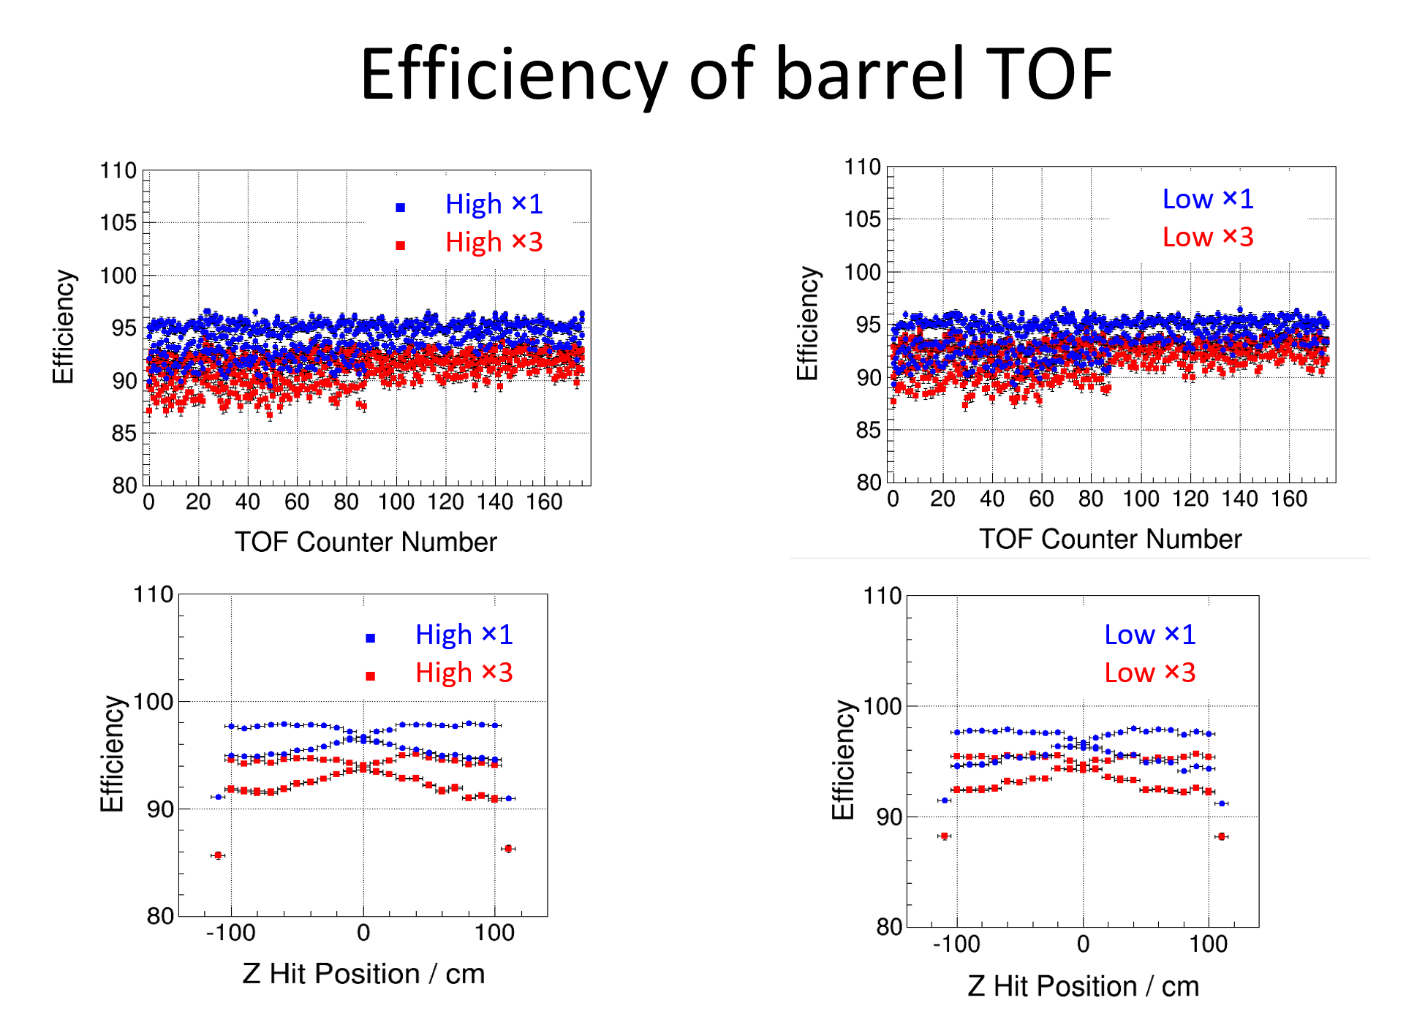 Efficiency of barrel TOF
110
105
100
95
90
85
80
Efficiency
High ×1
High ×3
0 20 40 60 80 100 120 140 160
TOF Counter Number
110
105
100
95
90
85
80
Efficiency
Low ×1
Low ×3
0 20 40 60 80 100 120 140 160
TOF Counter Number
110
100
90
80
Efficiency
High ×1
High ×3
-100 0 100
Z Hit Position / cm
110
100
90
80
Efficiency
Low ×1
Low ×3
-100 0 100
Z Hit Position / cm